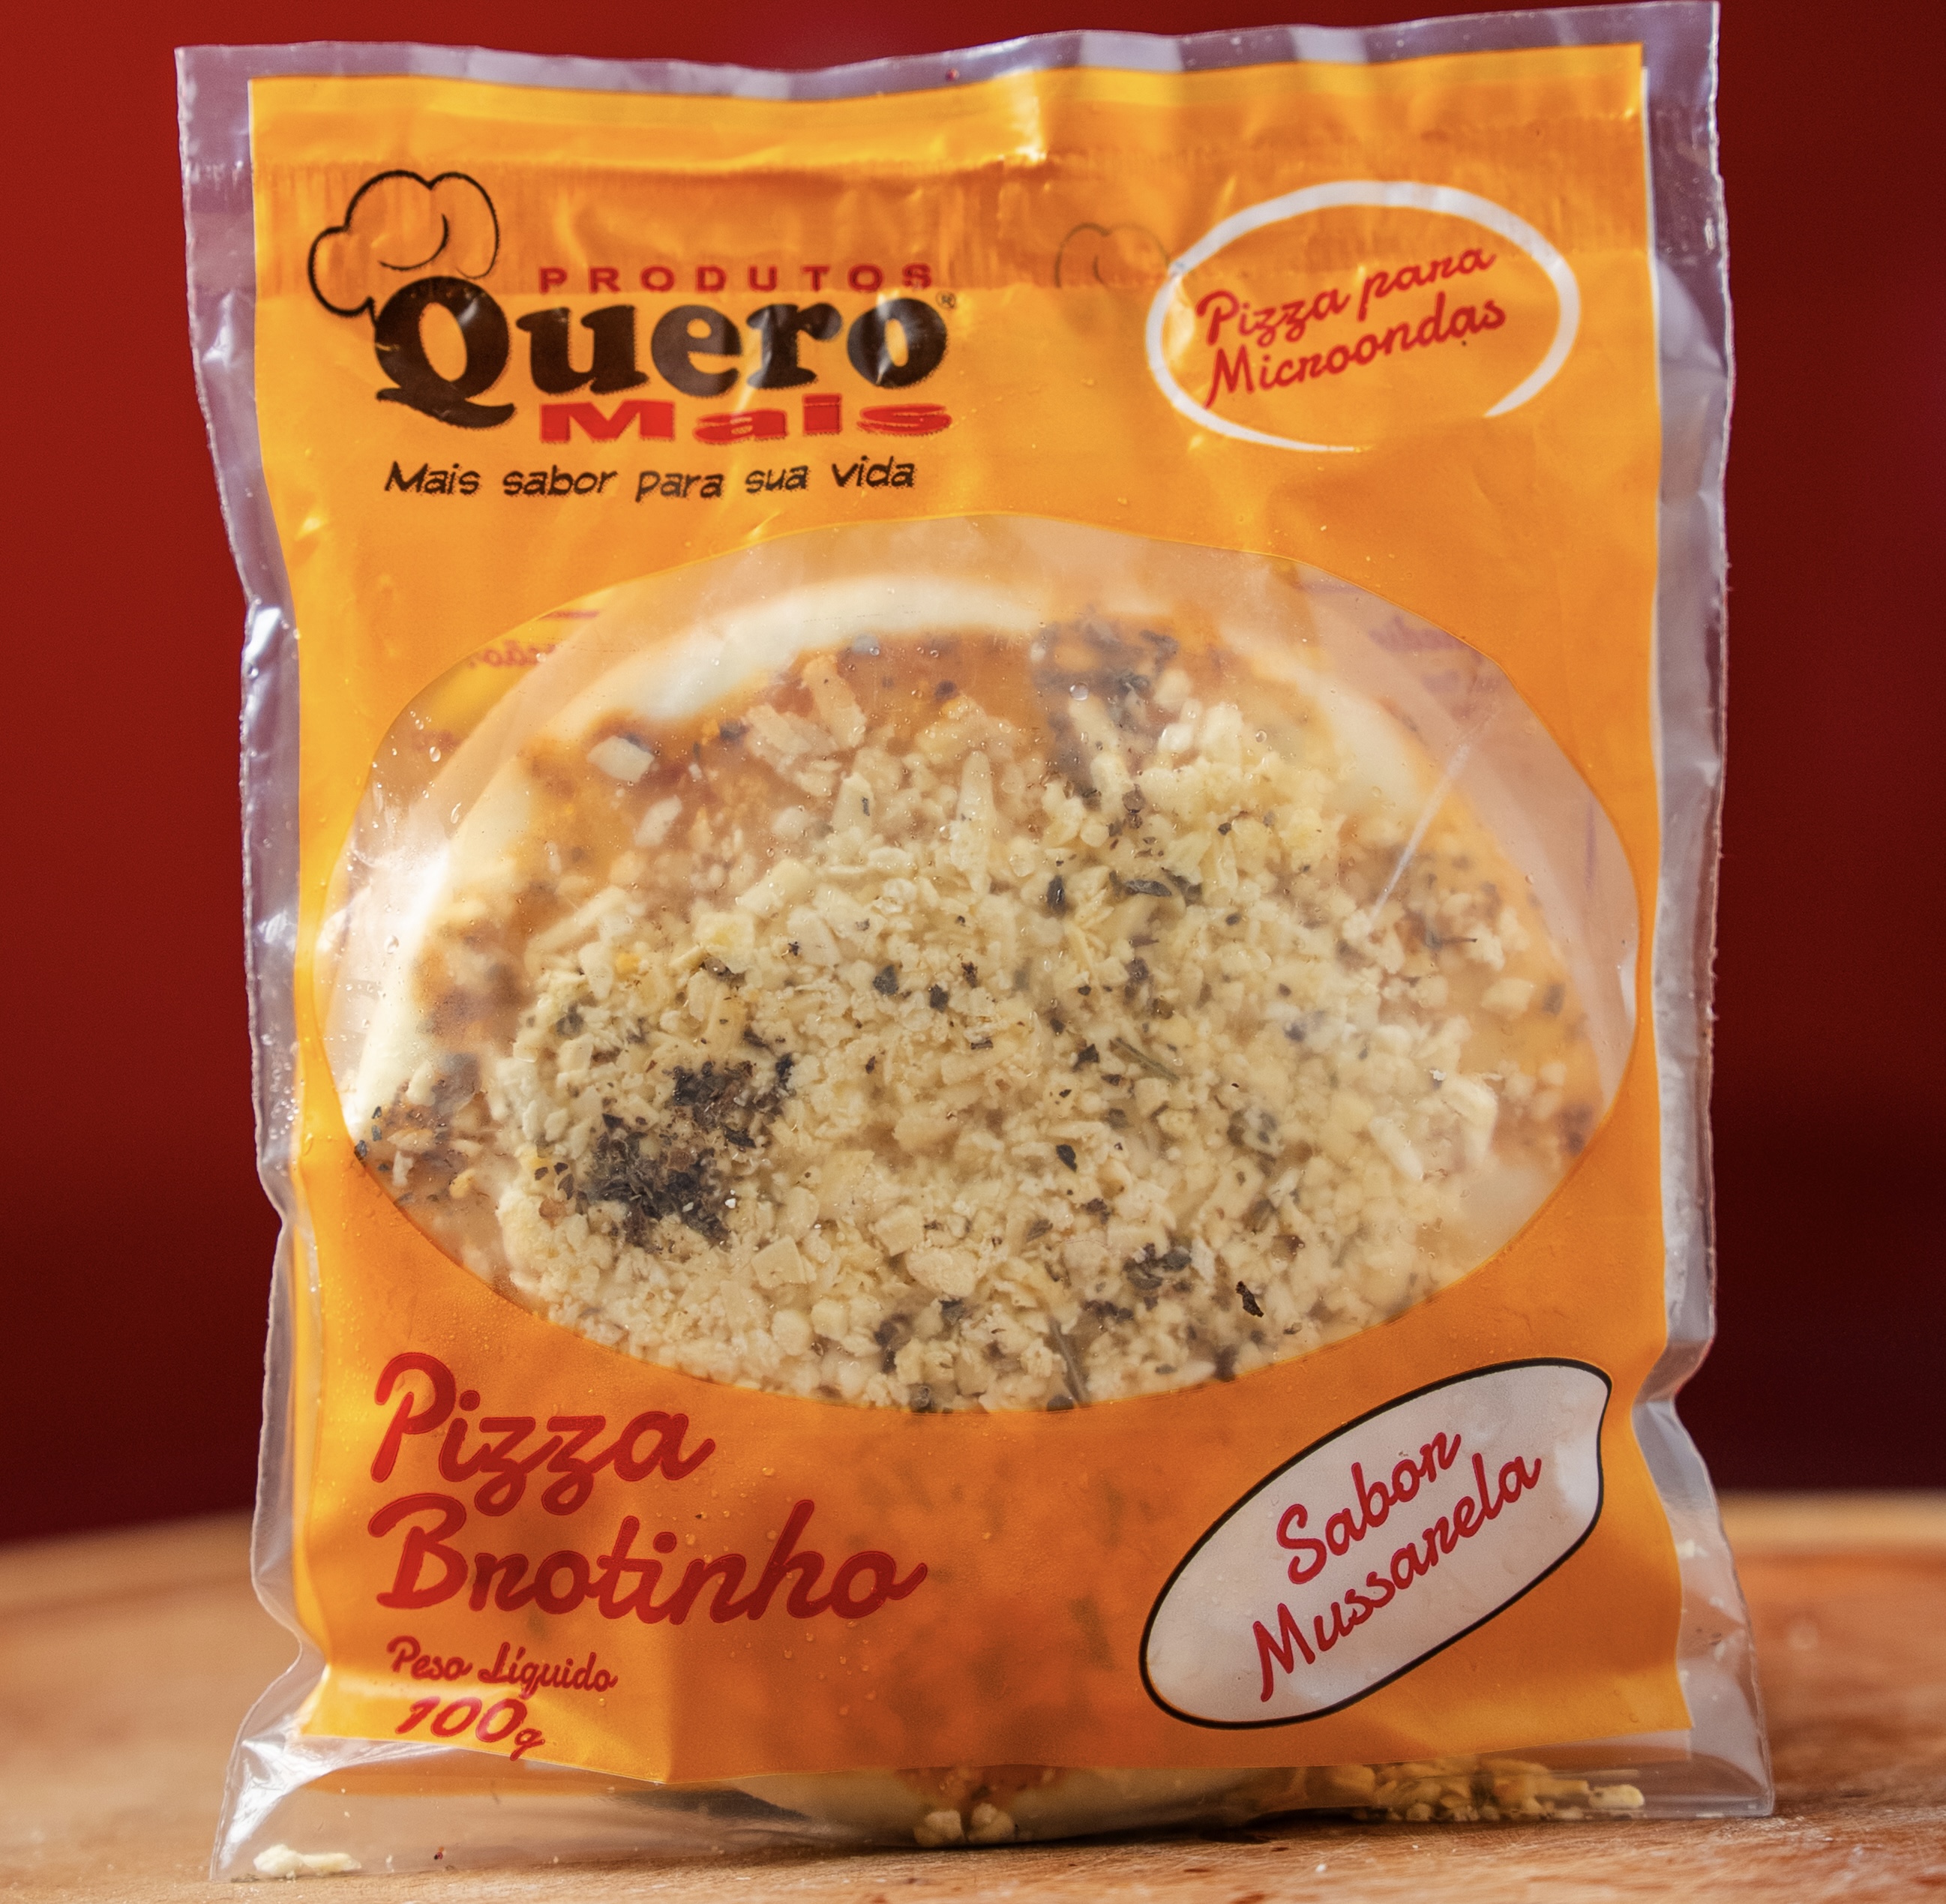 PRODUTOS
Quero®
Mais
Mais sabor para sua vida
Pizza para
Microondas
Pizza
Brotinho
Peso Líquido
100g
Sabor
Mussarela